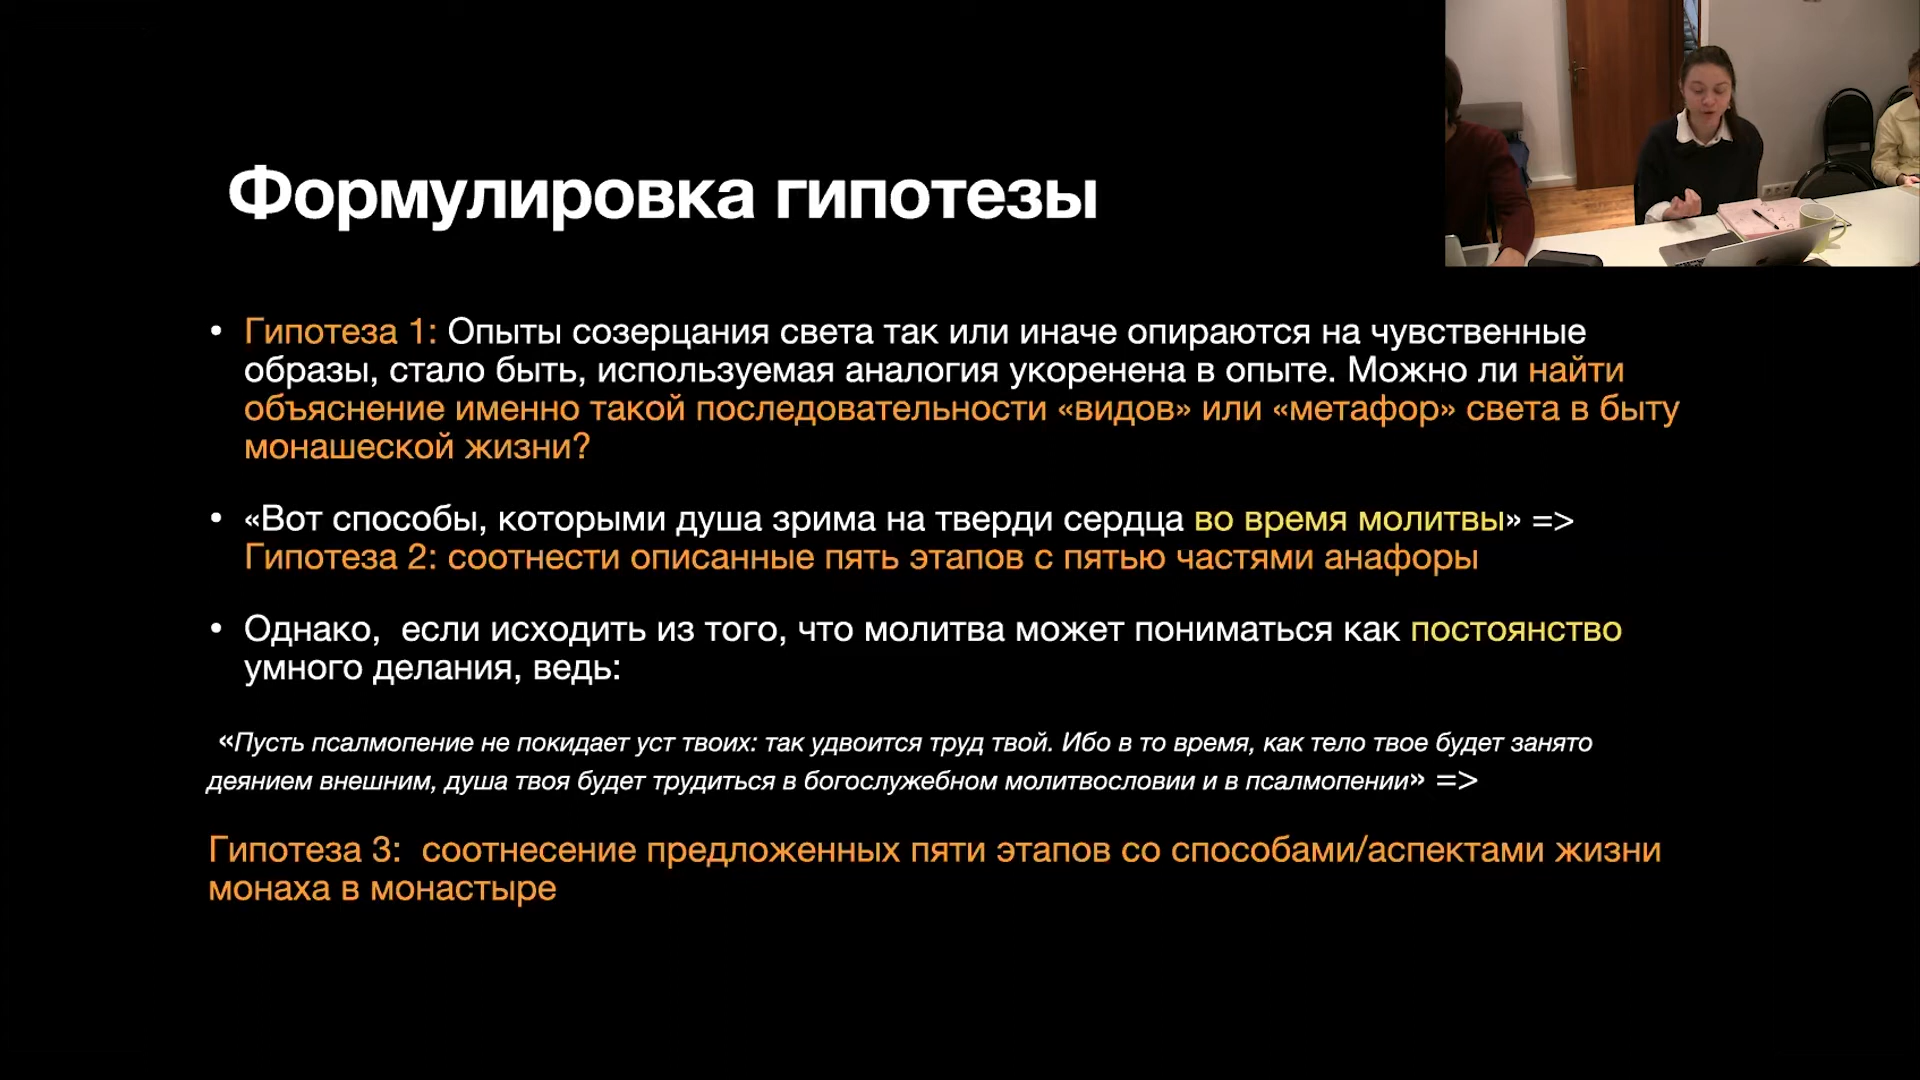 Формулировка гипотезы
• Гипотеза 1: Опыты созерцания света так или иначе опираются на чувственные
образы, стало быть, используемая аналогия укоренена в опыте. Можно ли найти
объяснение именно такой последовательности «видов» или «метафор» света в быту
монашеской жизни?
• «Вот способы, которыми душа зрима на тверди сердца во время молитвы» =>
Гипотеза 2: соотнести описанные пять этапов с пятью частями анафоры
• Однако, если исходить из того, что молитва может пониматься как постоянство
умного делания, ведь:
«Пусть псалмопение не покидает уст твоих: так удвоится труд твой. Ибо в то время, как тело твое будет занято
деянием внешним, душа твоя будет трудиться в богослужебном молитвословии и в псалмопении» =>
Гипотеза 3: соотнесение предложенных пяти этапов со способами/аспектами жизни
монаха в монастыре